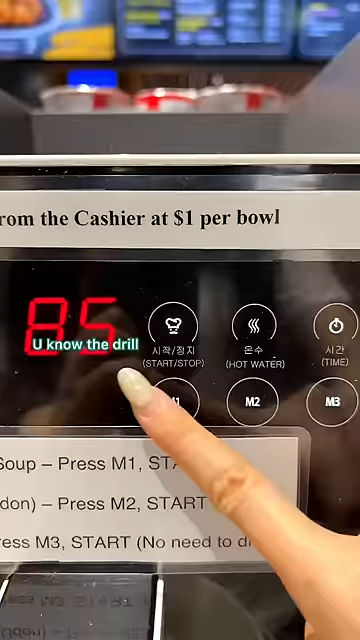 rom the Cashier at $1 per bowl
85
U know the drill
시작/정지
(START/STOP)
온수
(HOT WATER)
시간
(TIME)
M2
M3
Soup – Press M1, STA
don) – Press M2, START
ress M3, START (No need to d